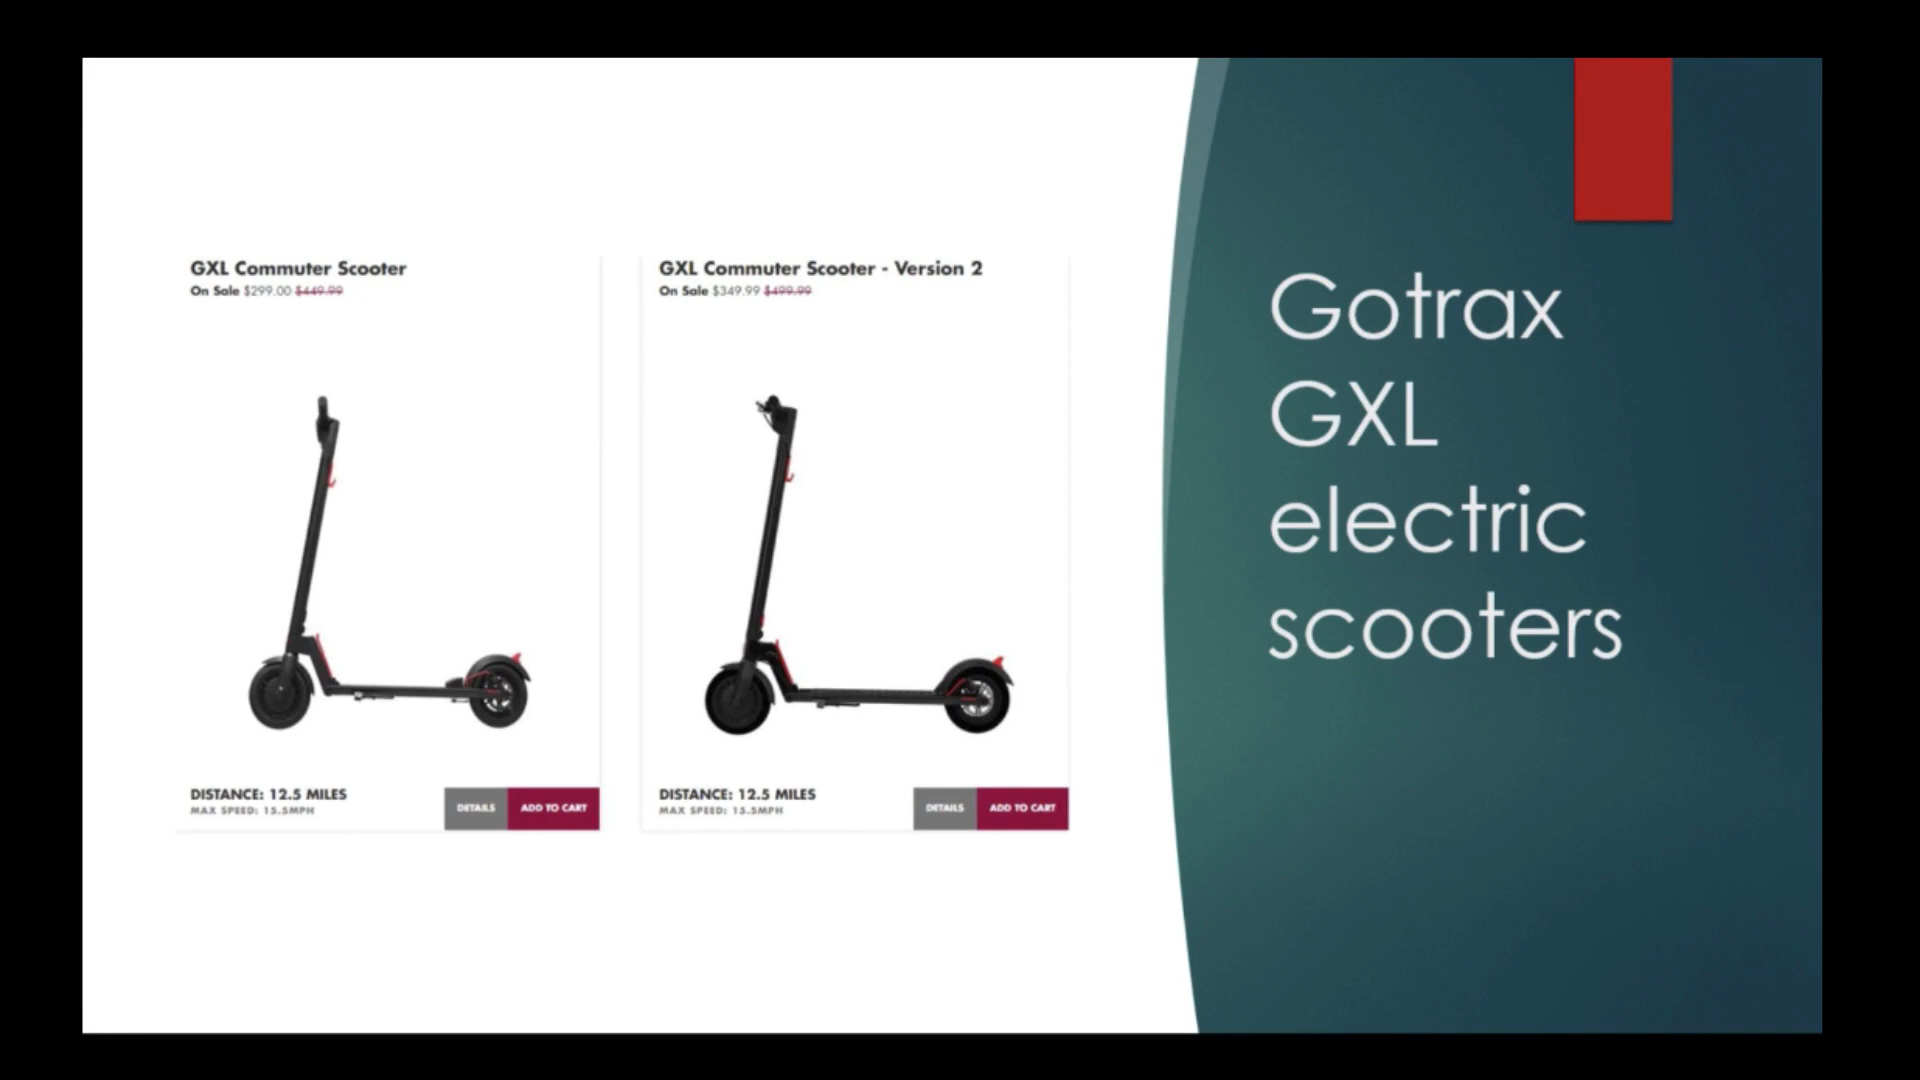 GXL Commuter Scooter
On Sale $299.00 $449.99
DISTANCE: 12.5 MILES
MAX SPEED: 15.5MPH
DETAILS
ADD TO CART
GXL Commuter Scooter - Version 2
On Sale $349.99 $499.99
DISTANCE: 12.5 MILES
MAX SPEED: 15.5MPH
DETAILS
ADD TO CART
Gotrax
GXL
electric
scooters